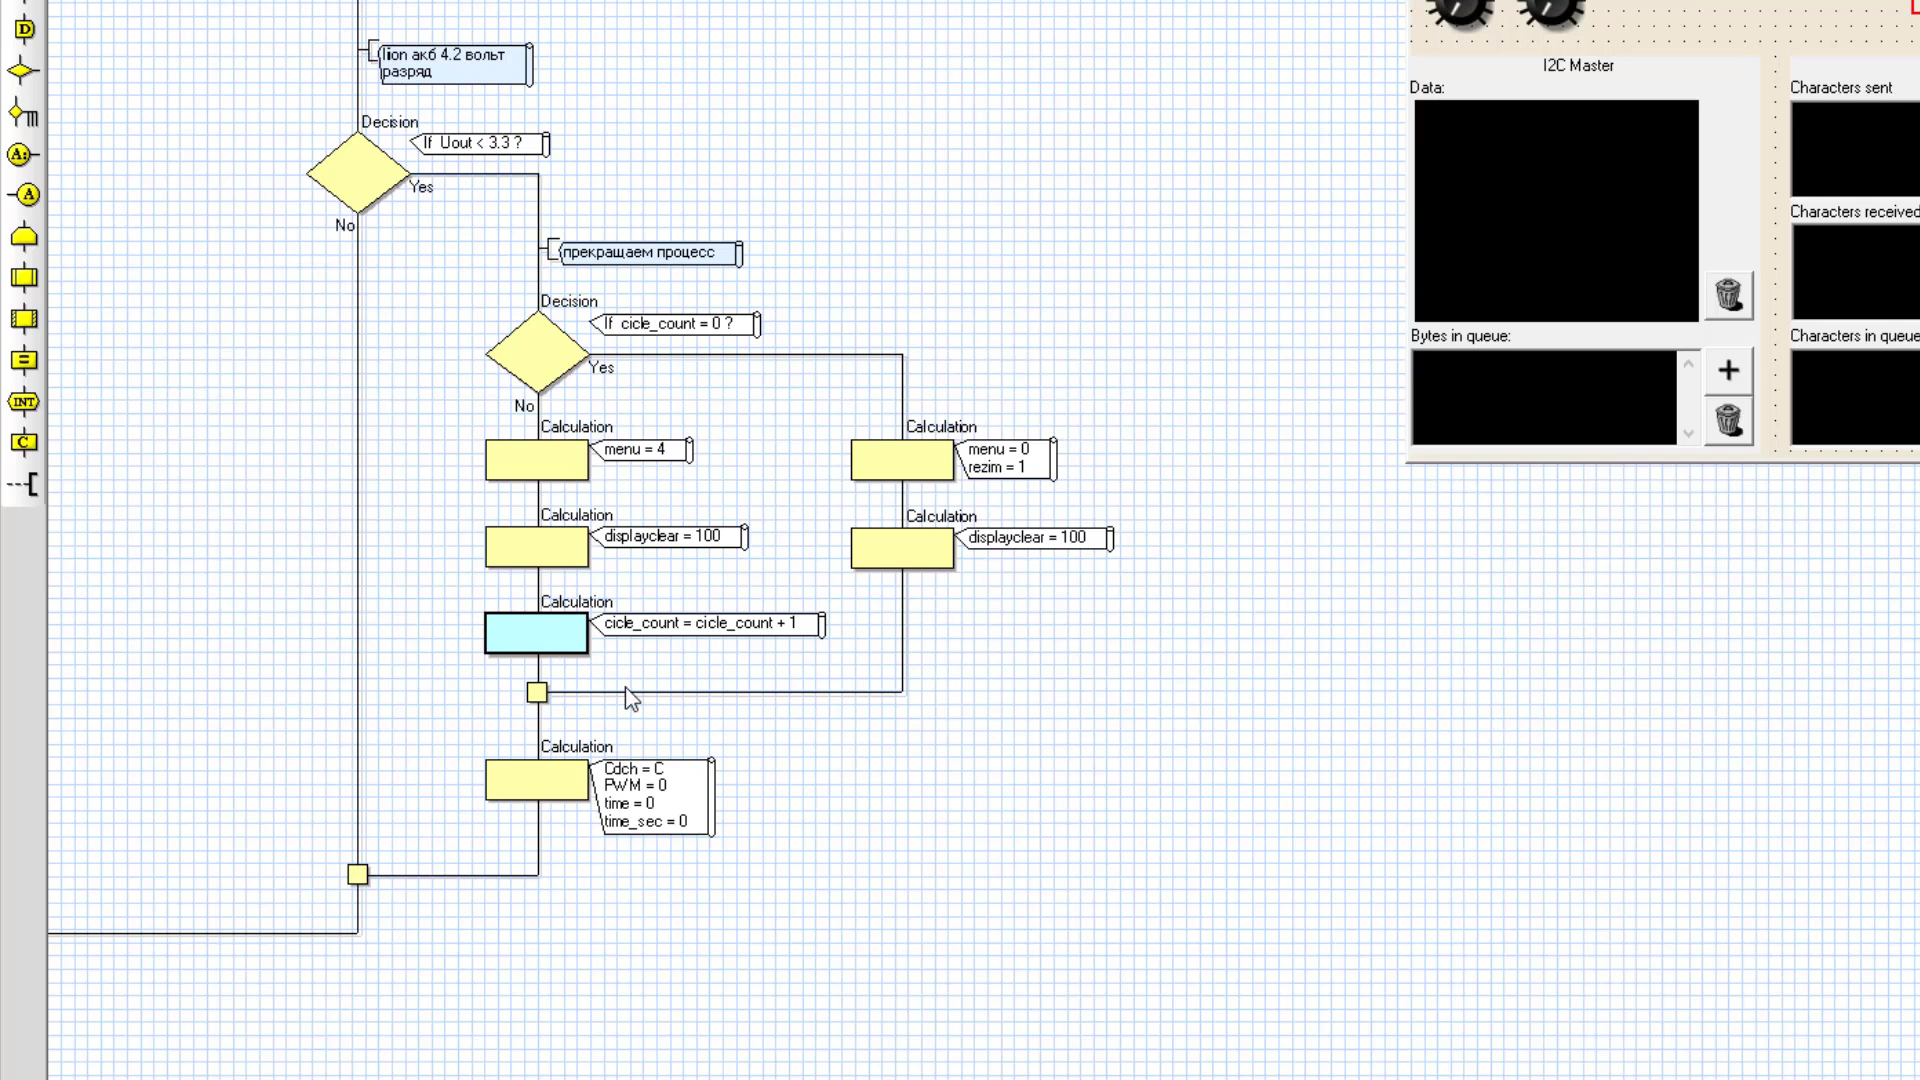 D
lion акб 4.2 вольт
разряд
Decision
If Uout < 3.3 ?
Yes
No
прекращаем процесс
Decision
If cicle_count = 0 ?
Yes
No
Calculation
menu = 4
Calculation
menu = 0
rezim = 1
Calculation
displayclear = 100
Calculation
displayclear = 100
Calculation
cicle_count = cicle_count + 1
Calculation
Cdch = C
PWM = 0
time = 0
time_sec = 0
A:
A
=
INT
C
I2C Master
Data:
Bytes in queue:
+
Characters sent
Characters received
Characters in queue